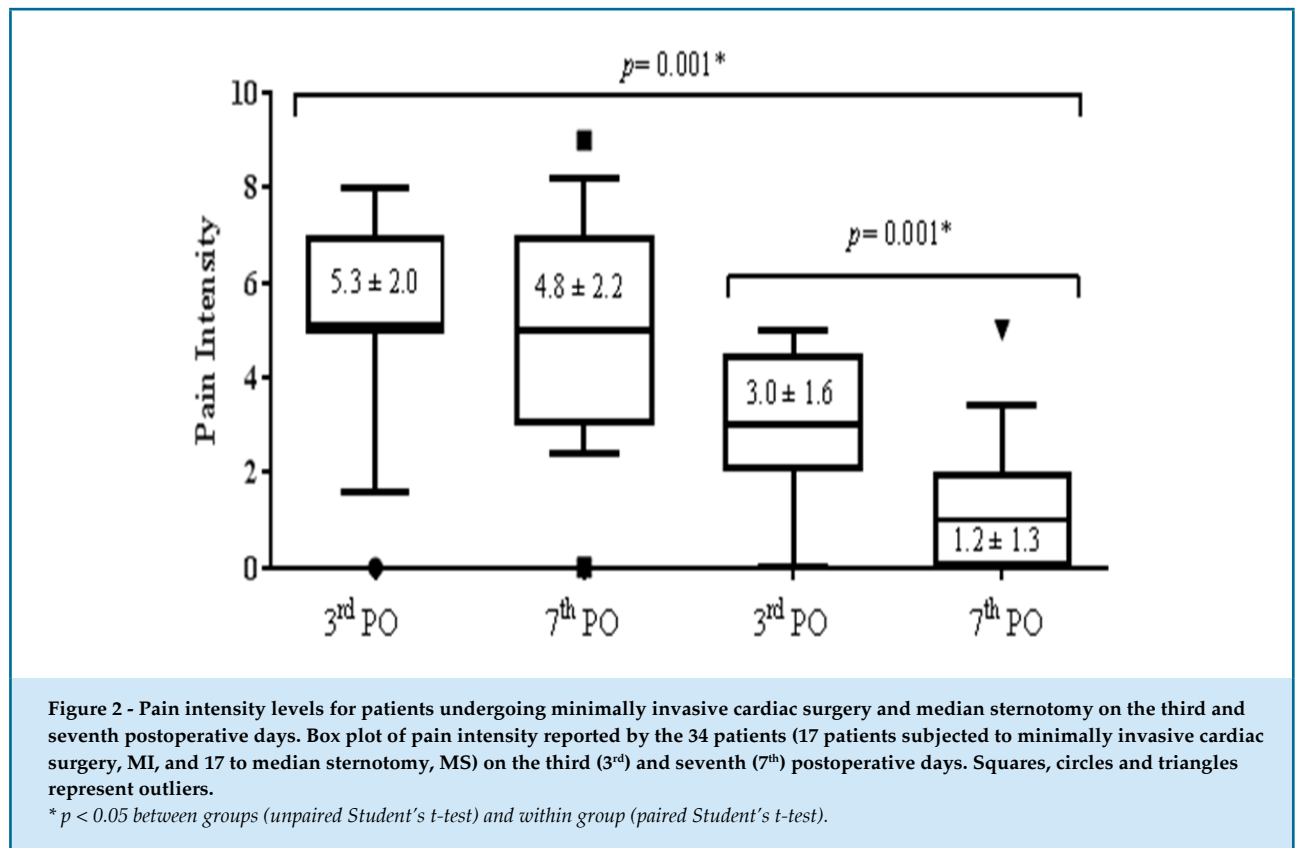 p= 0.001*
10
p= 0.001*
8
6
4
2
0
Pain Intensity
5.3 ± 2.0
4.8 ± 2.2
3.0 ± 1.6
1.2 ± 1.3
3rd PO
7th PO
3rd PO
7th PO
Figure 2 - Pain intensity levels for patients undergoing minimally invasive cardiac surgery and median sternotomy on the third and
seventh postoperative days. Box plot of pain intensity reported by the 34 patients (17 patients subjected to minimally invasive cardiac
surgery, MI, and 17 to median sternotomy, MS) on the third (3rd) and seventh (7th) postoperative days. Squares, circles and triangles
represent outliers.
* p < 0.05 between groups (unpaired Student's t-test) and within group (paired Student's t-test).